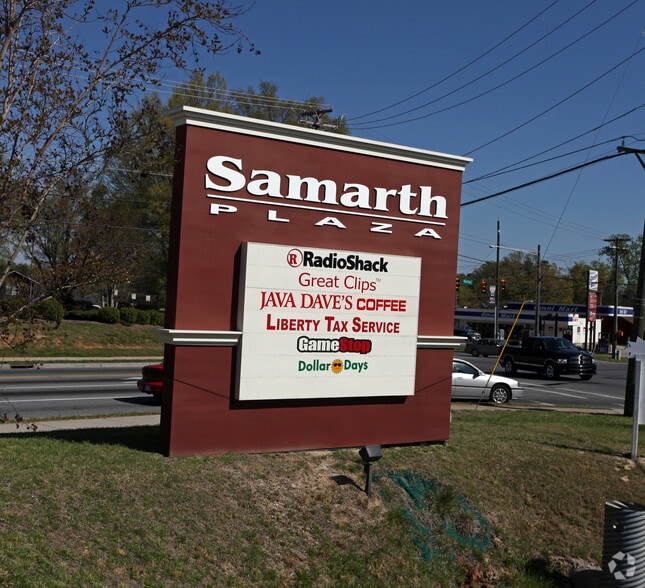 Samarth
PLAZA
RadioShack
Great Clips
JAVA DAVE'S COFFEE
LIBERTY TAX SERVICE
GameStop
Dollar Days